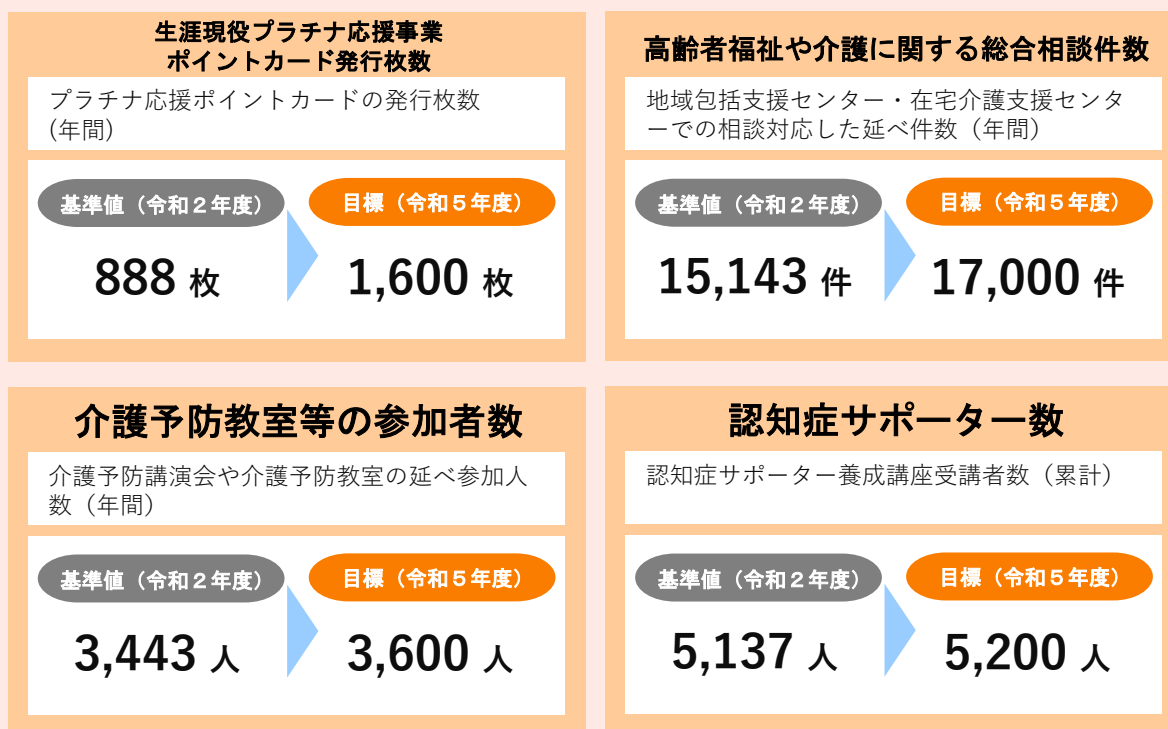 生涯現役プラチナ応援事業
ポイントカード発行枚数
プラチナ応援ポイントカードの発行枚数
(年間)
基準値（令和２年度）
目標（令和５年度）
888 枚
1,600 枚
高齢者福祉や介護に関する総合相談件数
地域包括支援センター・在宅介護支援センタ
ーでの相談対応した延べ件数（年間）
基準値（令和２年度）
目標（令和５年度）
15,143 件
17,000 件
介護予防教室等の参加者数
介護予防講演会や介護予防教室の延べ参加人
数（年間）
基準値（令和２年度）
目標（令和５年度）
3,443 人
3,600 人
認知症サポーター数
認知症サポーター養成講座受講者数（累計）
基準値（令和２年度）
目標（令和５年度）
5,137 人
5,200 人